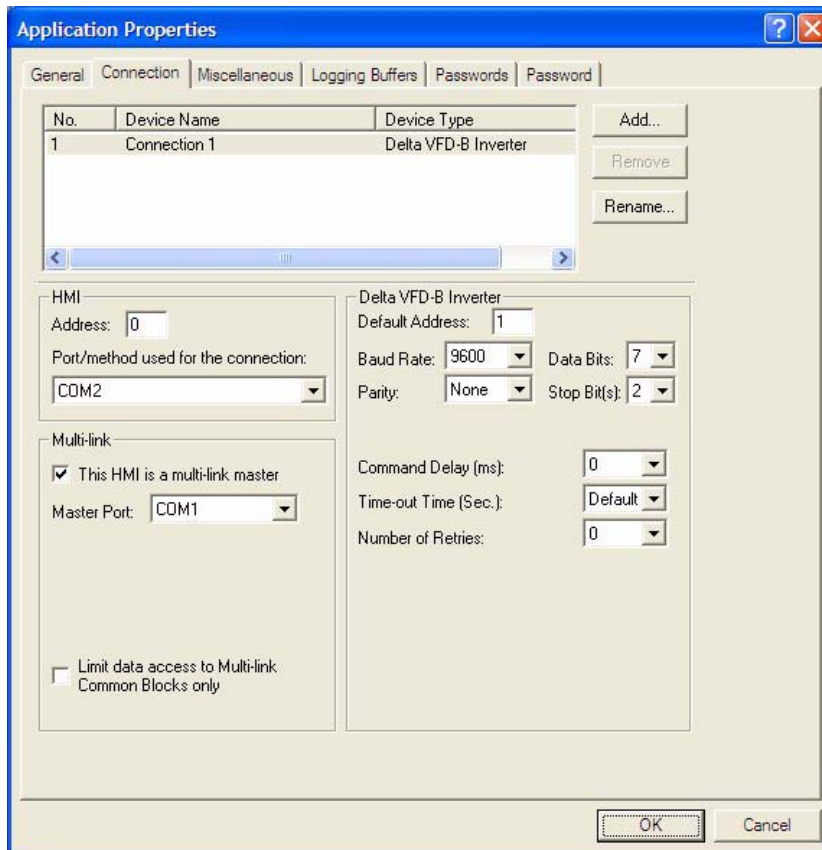 Application Properties
General Connection Miscellaneous Logging Buffers Passwords Password
No. Device Name Device Type
1 Connection 1 Delta VFD-B Inverter
Add...
Remove
Rename...
HMI
Address: 0
Port/method used for the connection:
COM2
Multi-link
This HMI is a multi-link master
Master Port: COM1
Limit data access to Multi-link
Common Blocks only
Delta VFD-B Inverter
Default Address: 1
Baud Rate: 9600 Data Bits: 7
Parity: None Stop Bit(s): 2
Command Delay (ms): 0
Time-out Time (Sec.): Default
Number of Retries: 0
OK Cancel